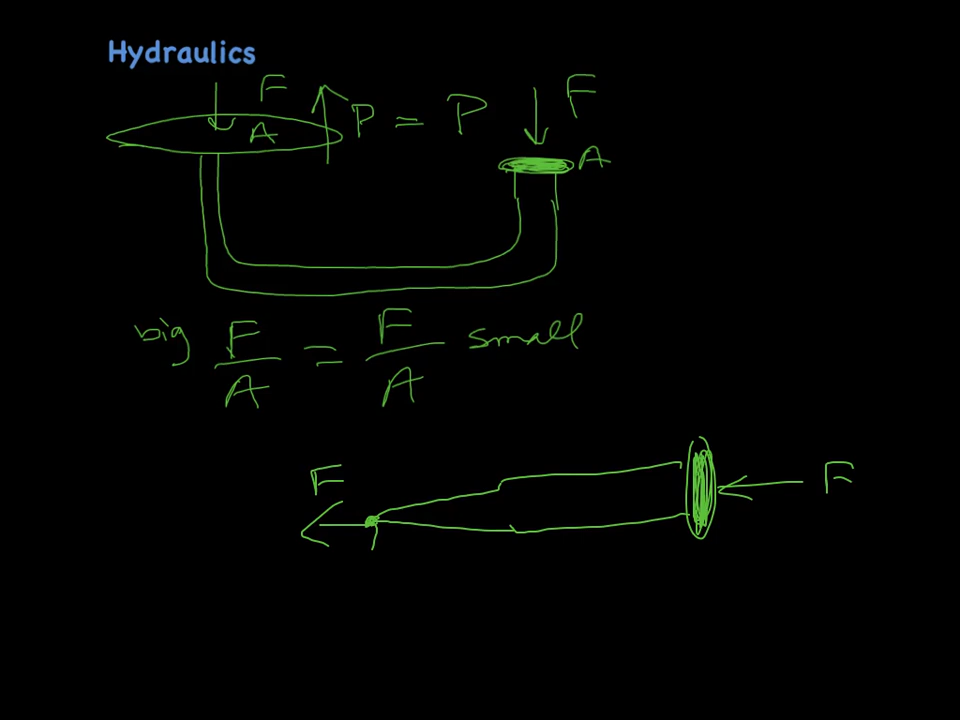 Hydraulics
F F
A P = P A
big F/A = F/A small
F F